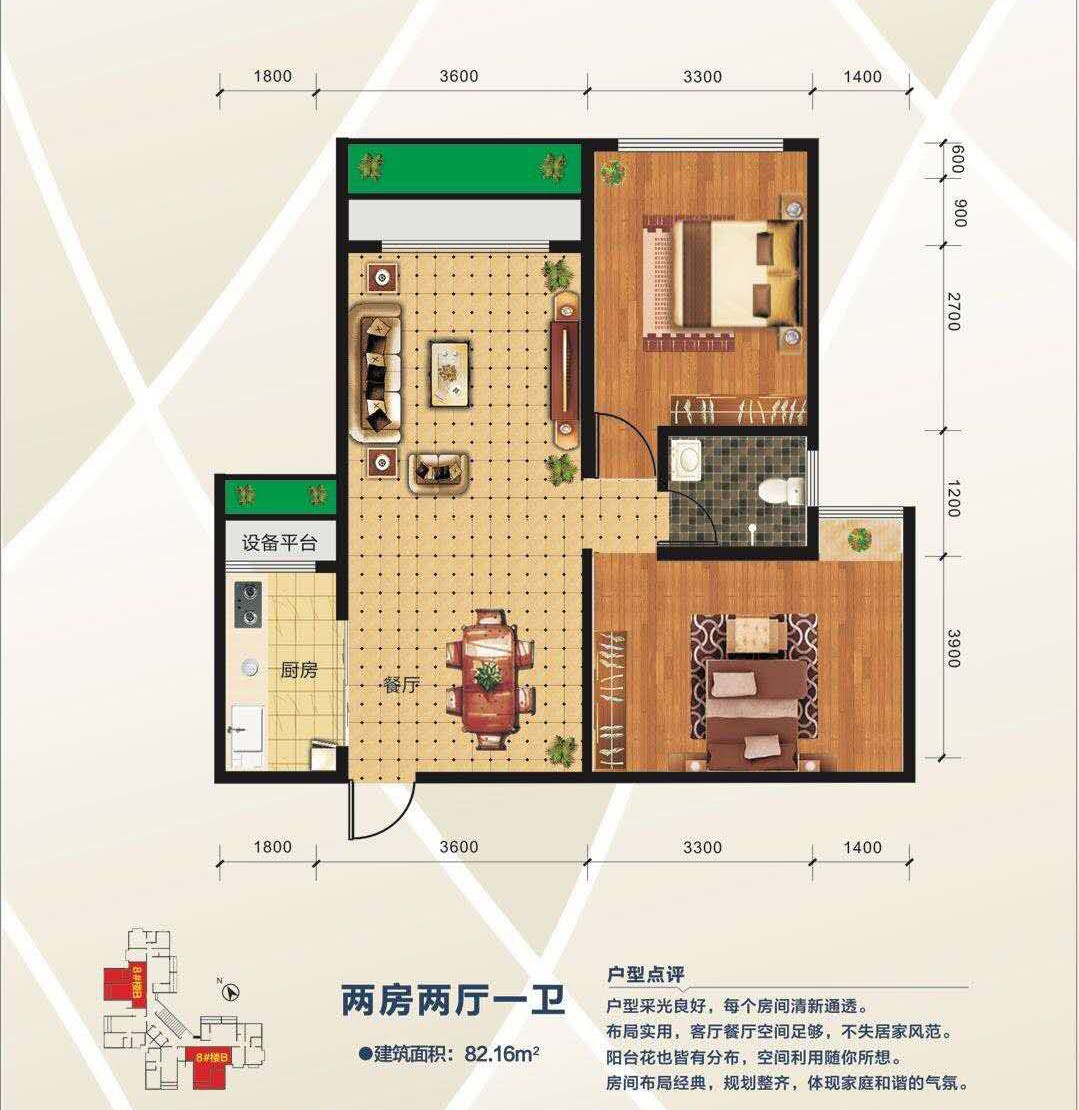 1800 3600 3300 1400
600
900
2700
1200
3900
设备平台
厨房
餐厅
1800 3600 3300 1400
8#楼B
N
8#楼B
两房两厅一卫
●建筑面积：82.16m²
户型点评
户型采光良好，每个房间清新通透。
布局实用，客厅餐厅空间足够，不失居家风范。
阳台花也皆有分布，空间利用随你所想。
房间布局经典，规划整齐，体现家庭和谐的气氛。